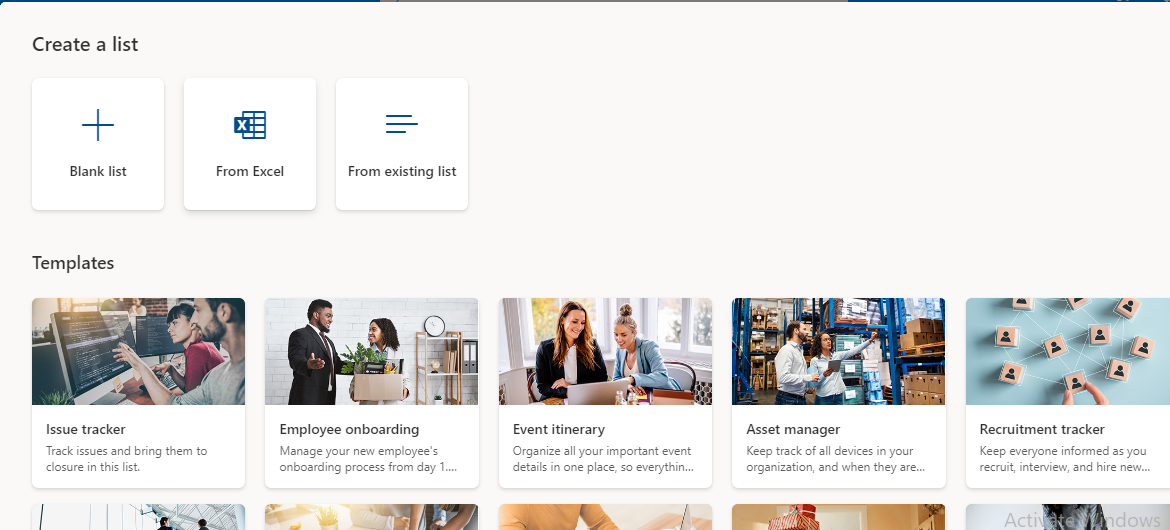 Create a list
Blank list
From Excel
From existing list
Templates
Issue tracker
Track issues and bring them to
closure in this list.
Employee onboarding
Manage your new employee's
onboarding process from day 1....
Event itinerary
Organize all your important event
details in one place, so everythin...
Asset manager
Keep track of all devices in your
organization, and when they are...
Recruitment tracker
Keep everyone informed as you
recruit, interview, and hire new...
Activate Windows